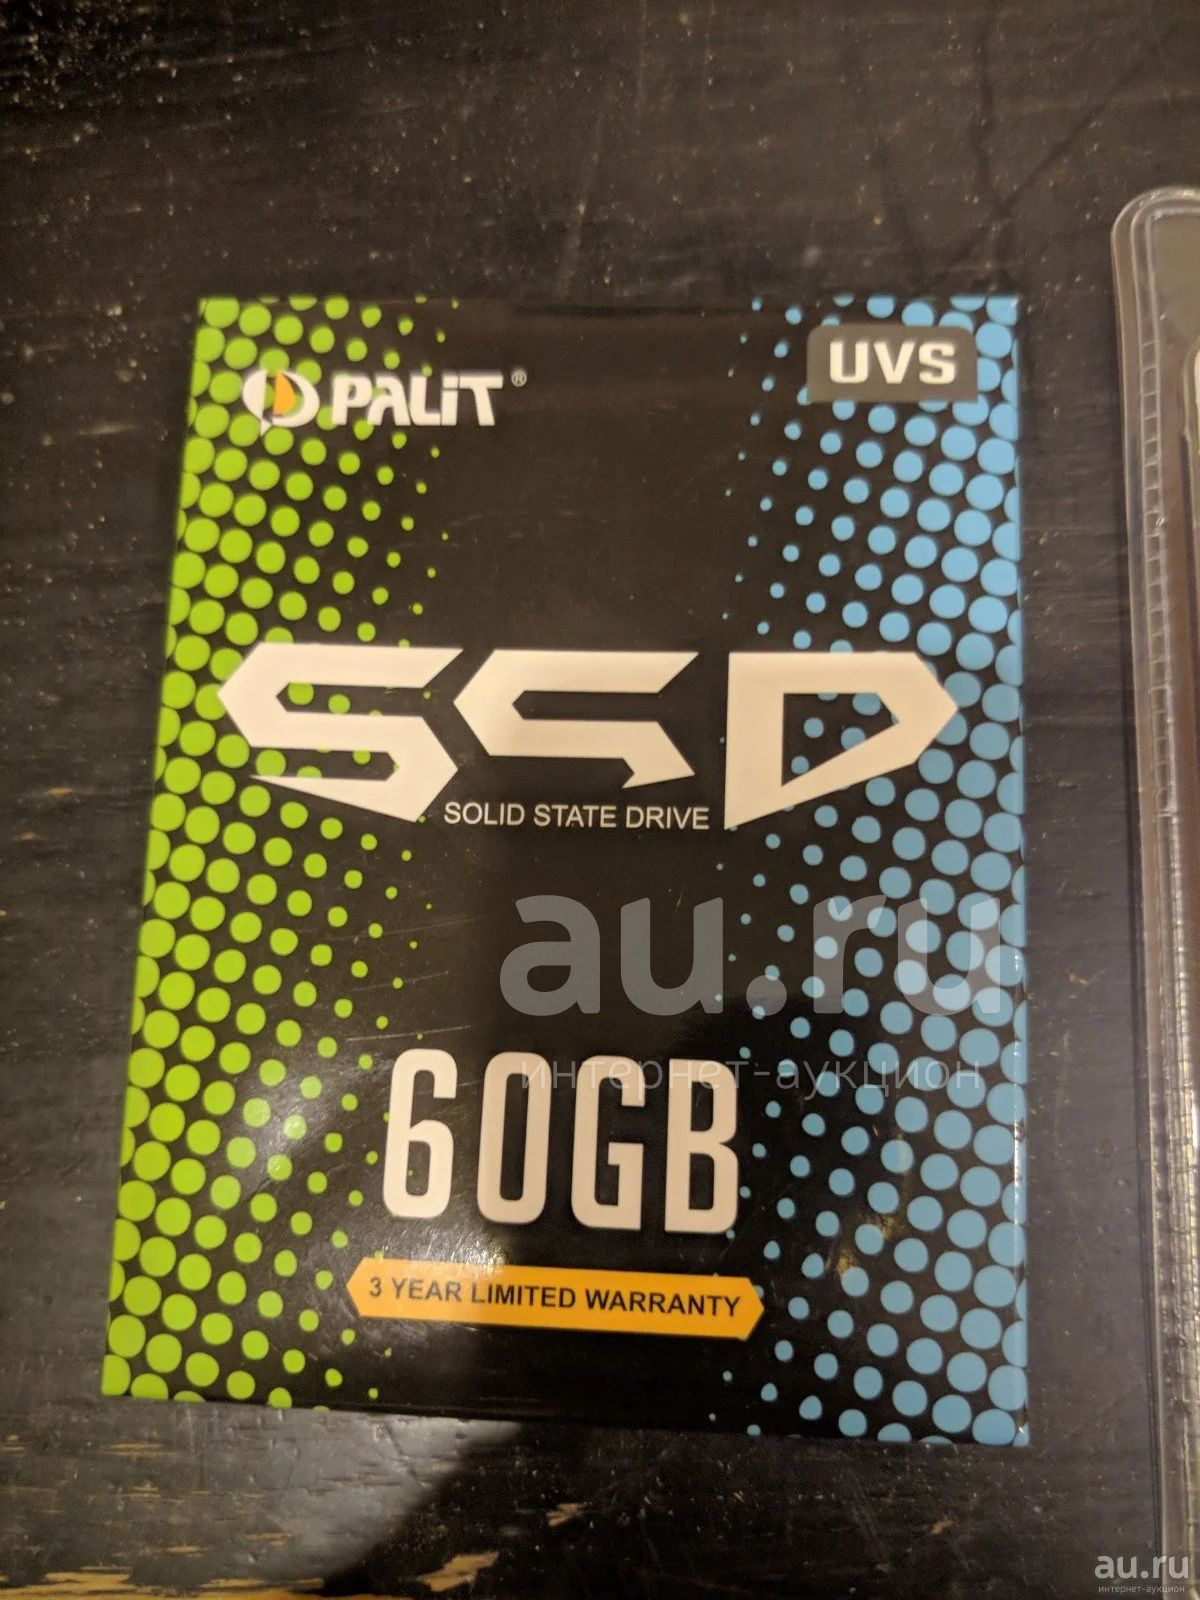 PALiT®
UVS
SSD
SOLID STATE DRIVE
au.ru
интернет-аукцион
60GB
3 YEAR LIMITED WARRANTY
au.ru
интернет-аукцион